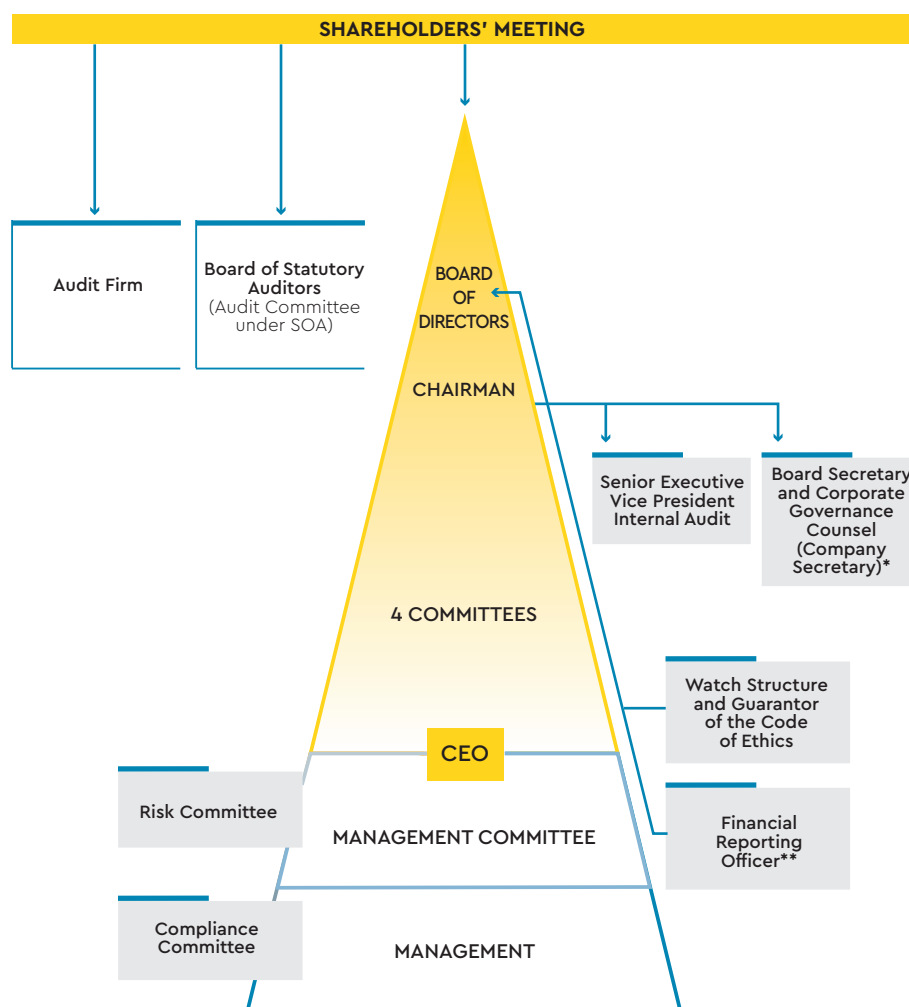 SHAREHOLDERS' MEETING
Audit Firm
Board of Statutory
Auditors
(Audit Committee
under SOA)
BOARD
OF
DIRECTORS
CHAIRMAN
Senior Executive
Vice President
Internal Audit
Board Secretary
and Corporate
Governance
Counsel
(Company
Secretary)*
4 COMMITTEES
Watch Structure
and Guarantor
of the Code
of Ethics
CEO
Risk Committee
MANAGEMENT COMMITTEE
Financial
Reporting
Officer**
Compliance
Committee
MANAGEMENT